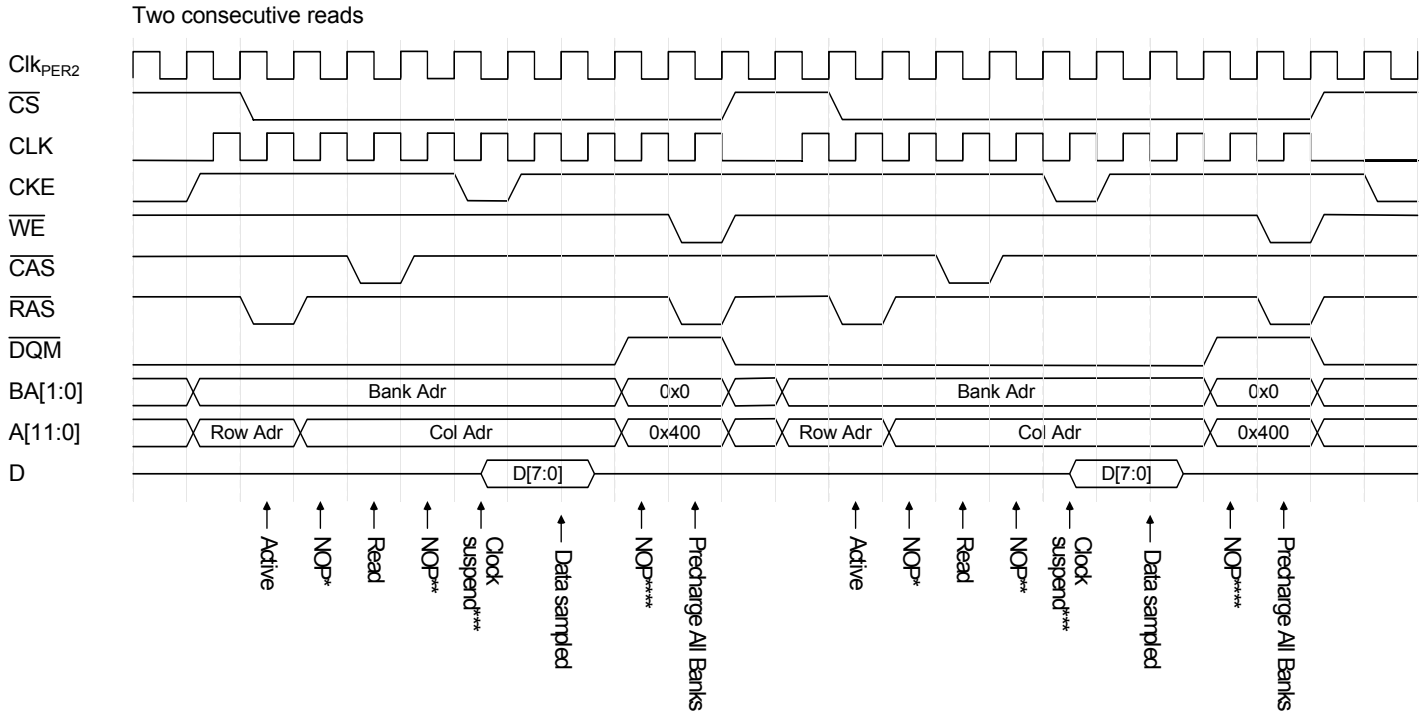 Two consecutive reads
ClkPER2
CS
CLK
CKE
WE
CAS
RAS
DQM
BA[1:0] Bank Adr 0x0 Bank Adr 0x0
A[11:0] Row Adr Col Adr 0x400 Row Adr Col Adr 0x400
D D[7:0] D[7:0]
Active
NOP*
Read
NOP**
Clock
suspend***
Data sampled
NOP****
Precharge All Banks
Active
NOP*
Read
NOP**
Clock
suspend***
Data sampled
NOP****
Precharge All Banks